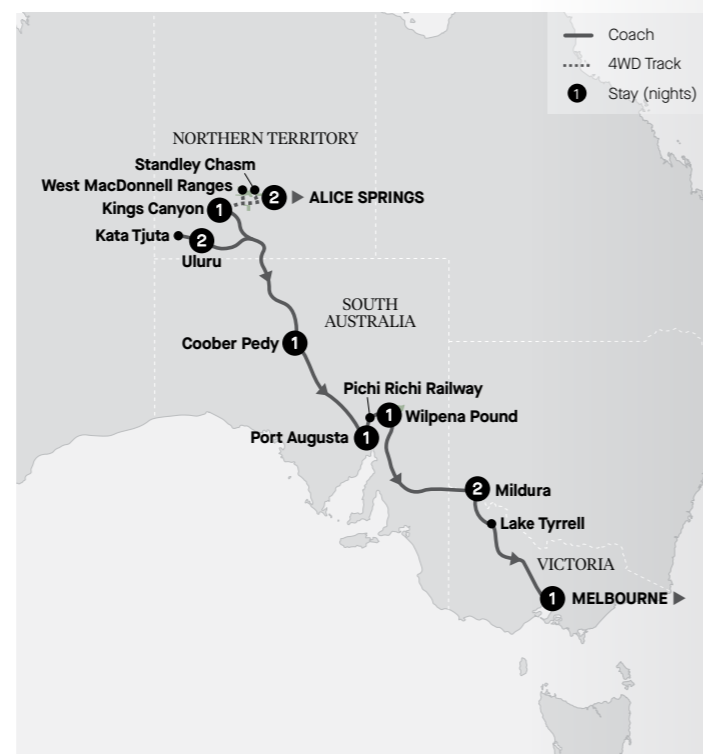 Coach
4WD Track
1 Stay (nights)
NORTHERN TERRITORY
Standley Chasm
West MacDonnell Ranges
2 ALICE SPRINGS
Kings Canyon 1
Kata Tjuta
2
Uluru
SOUTH
AUSTRALIA
Coober Pedy 1
Pichi Richi Railway
1 Wilpena Pound
Port Augusta 1
2 Mildura
Lake Tyrrell
VICTORIA
1 MELBOURNE